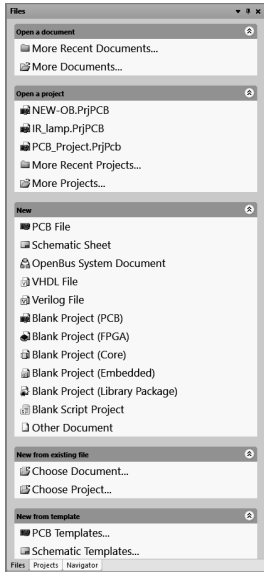 Files
Open a document
More Recent Documents...
More Documents...
Open a project
NEW-OB.PrjPCB
IR_lamp.PrjPCB
PCB_Project.PrjPcb
More Recent Projects...
More Projects...
New
PCB File
Schematic Sheet
OpenBus System Document
VHDL File
Verilog File
Blank Project (PCB)
Blank Project (FPGA)
Blank Project (Core)
Blank Project (Embedded)
Blank Project (Library Package)
Blank Script Project
Other Document
New from existing file
Choose Document...
Choose Project...
New from template
PCB Templates...
Schematic Templates...
Files Projects Navigator